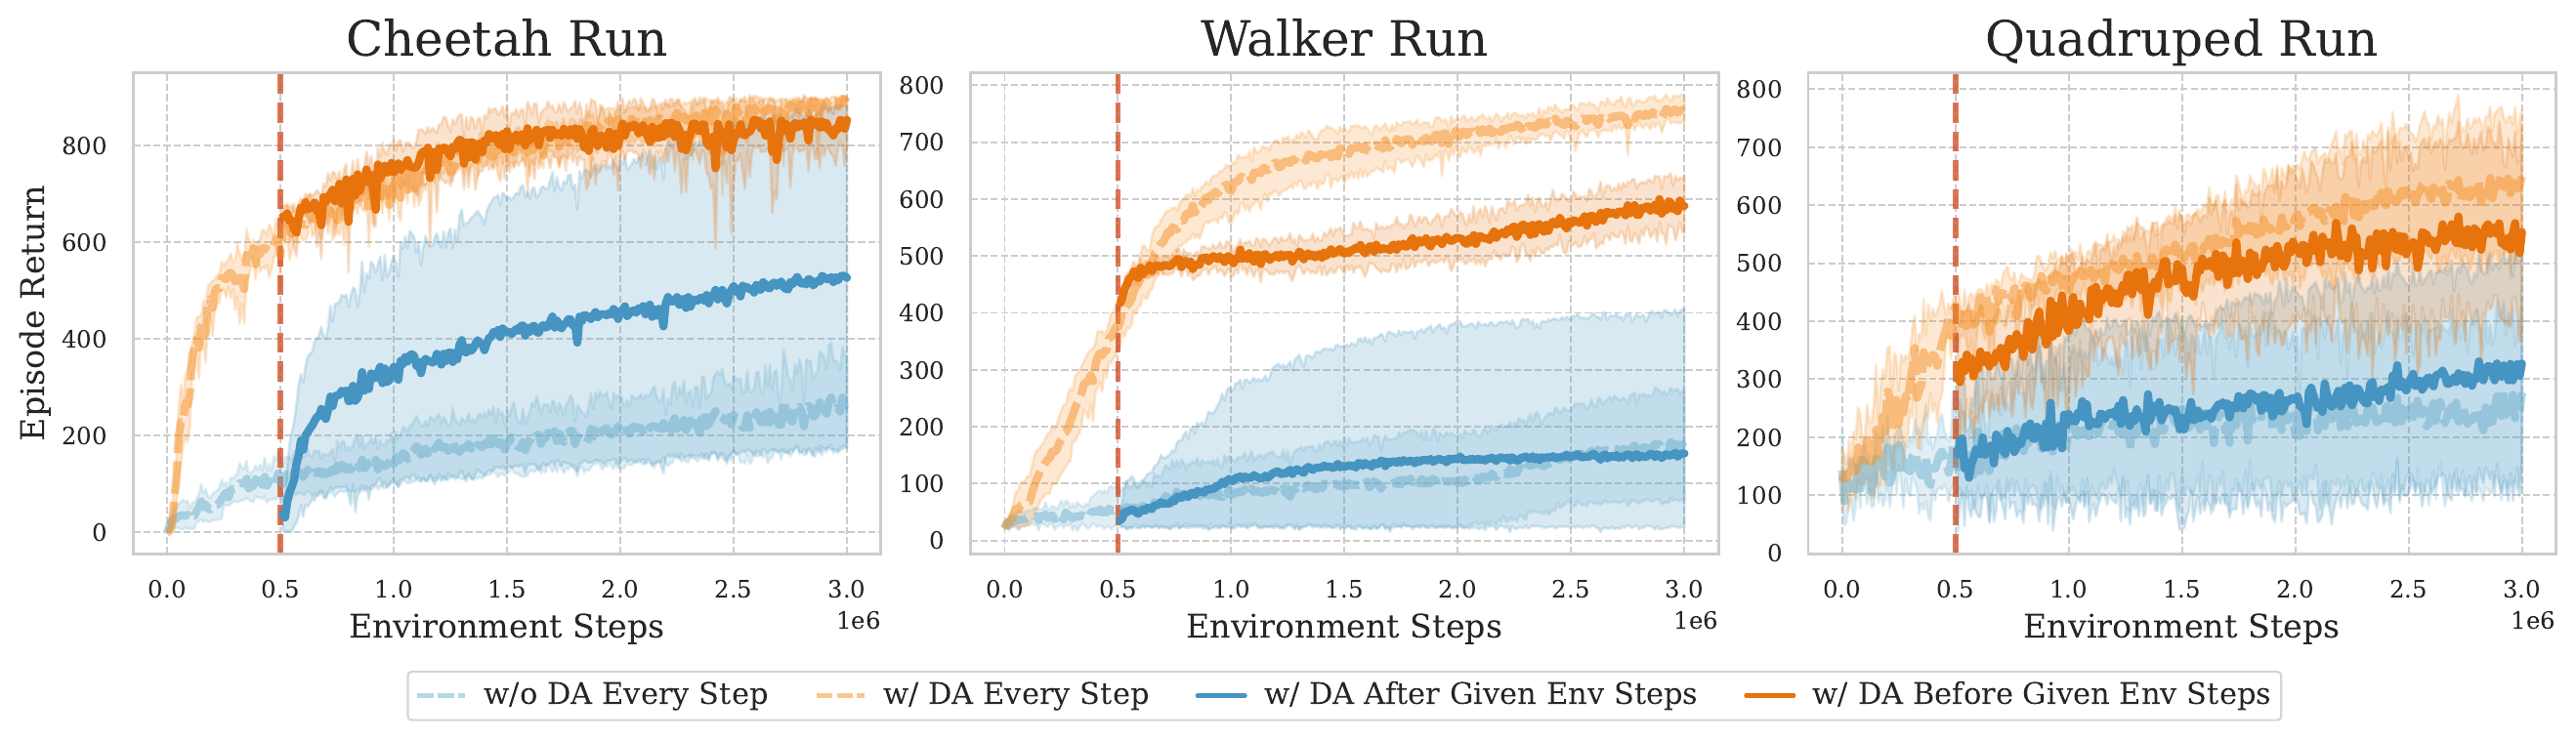 Cheetah Run
Walker Run
Quadruped Run
Episode Return
800
600
400
200
0
0.0 0.5 1.0 1.5 2.0 2.5 3.0
1e6
Environment Steps
800
700
600
500
400
300
200
100
0
0.0 0.5 1.0 1.5 2.0 2.5 3.0
1e6
Environment Steps
800
700
600
500
400
300
200
100
0
0.0 0.5 1.0 1.5 2.0 2.5 3.0
1e6
Environment Steps
w/o DA Every Step w/ DA Every Step w/ DA After Given Env Steps w/ DA Before Given Env Steps